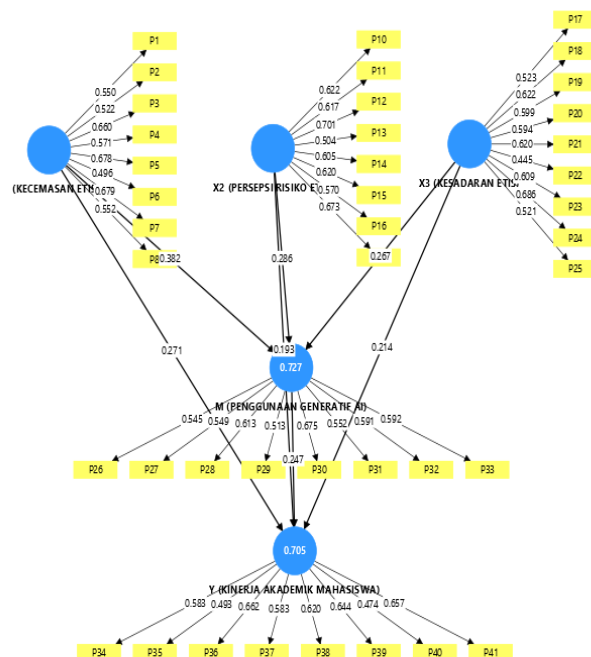 P1
P2
P3
P4
P5
P6
P7
P8
0.550
0.522
0.660
0.571
0.678
0.496
0.679
0.552
(KECEMASAN ETI
P10
P11
P12
P13
P14
P15
P16
0.622
0.617
0.701
0.504
0.605
0.620
0.570
0.673
X2 (PERSEPSI RISIKO E
P17
P18
P19
P20
P21
P22
P23
P24
P25
0.523
0.622
0.599
0.594
0.620
0.445
0.609
0.686
0.521
X3 (KESADARAN ETIS
0.382
0.286
0.267
0.271
0.193
0.214
0.727
M (PENGGUNAAN GENERATIF AI)
0.545
0.549
0.613
0.513
0.675
0.552
0.591
0.592
P26
P27
P28
P29
P30
P31
P32
P33
0.247
0.705
Y (KINERJA AKADEMIK MAHASISWA)
0.583
0.493
0.662
0.583
0.620
0.644
0.474
0.657
P34
P35
P36
P37
P38
P39
P40
P41